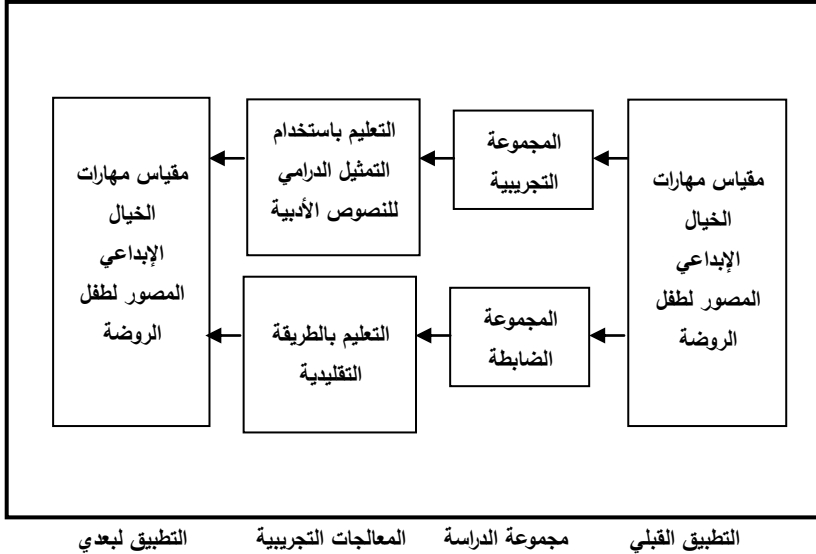 مقياس مهارات
الخيال
الإبداعي
المصور لطفل
الروضة
المجموعة
التجريبية
التعليم باستخدام
التمثيل الدرامي
للنصوص الأدبية
المجموعة
الضابطة
التعليم بالطريقة
التقليدية
مقياس مهارات
الخيال
الإبداعي
المصور لطفل
الروضة
التطبيق القبلي
مجموعة الدراسة
المعالجات التجريبية
التطبيق لبعدي